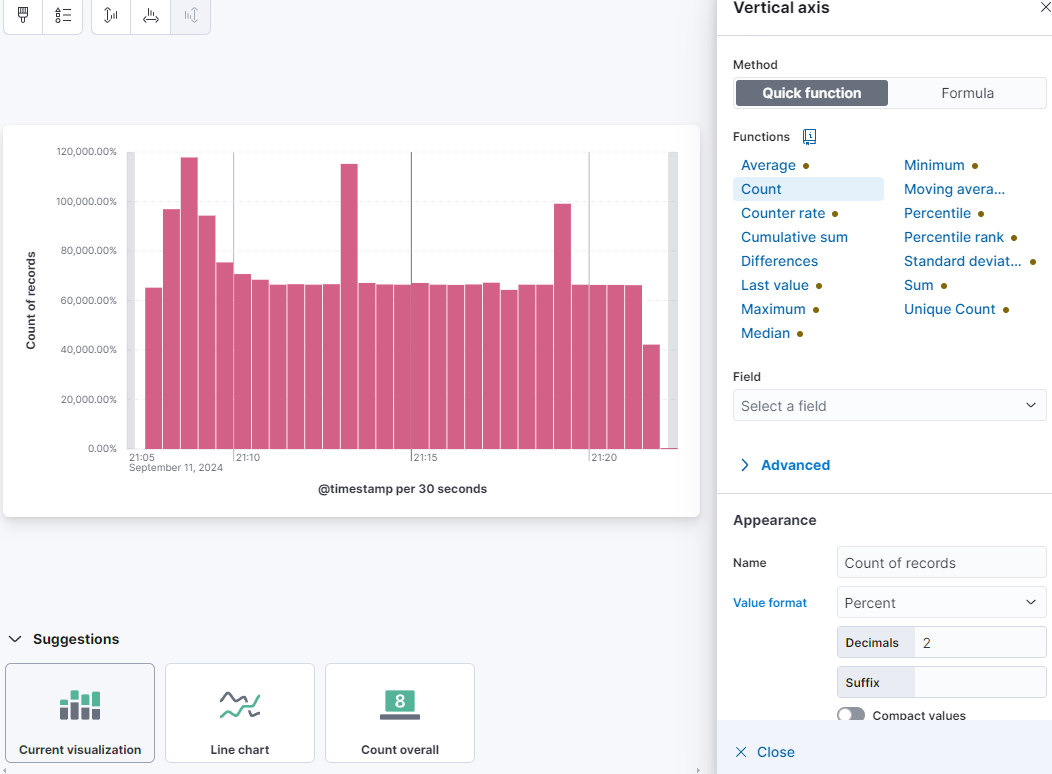 Vertical axis
Method
Quick function
Formula
Functions
Average
Minimum
Count
Moving avera...
Counter rate
Percentile
Cumulative sum
Percentile rank
Differences
Standard deviat...
Last value
Sum
Maximum
Unique Count
Median
Field
Select a field
Advanced
Appearance
Name
Count of records
Value format
Percent
Decimals
2
Suffix
Compact values
Close
120,000.00%
100,000.00%
80,000.00%
60,000.00%
40,000.00%
20,000.00%
0.00%
Count of records
21:05
September 11, 2024
21:10
21:15
21:20
@timestamp per 30 seconds
Suggestions
Current visualization
Line chart
8
Count overall